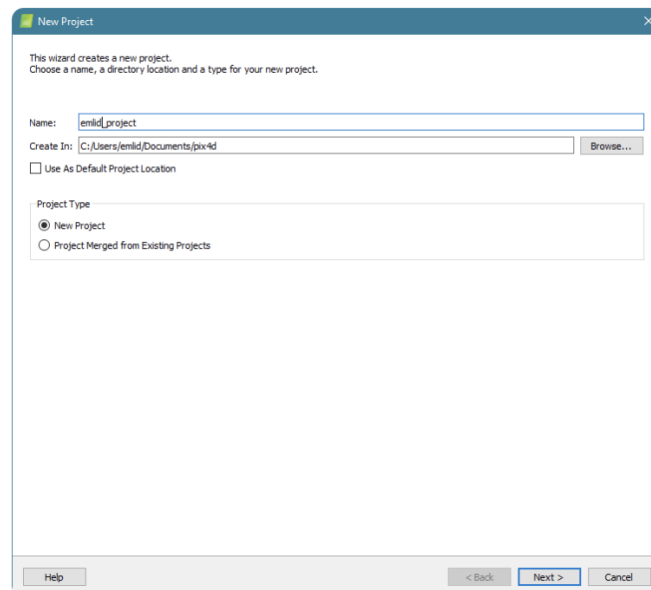 New Project
This wizard creates a new project.
Choose a name, a directory location and a type for your new project.
Name: emlid_project
Create In: C:/Users/emlid/Documents/pix4d Browse...
Use As Default Project Location
Project Type
New Project
Project Merged from Existing Projects
Help < Back Next > Cancel